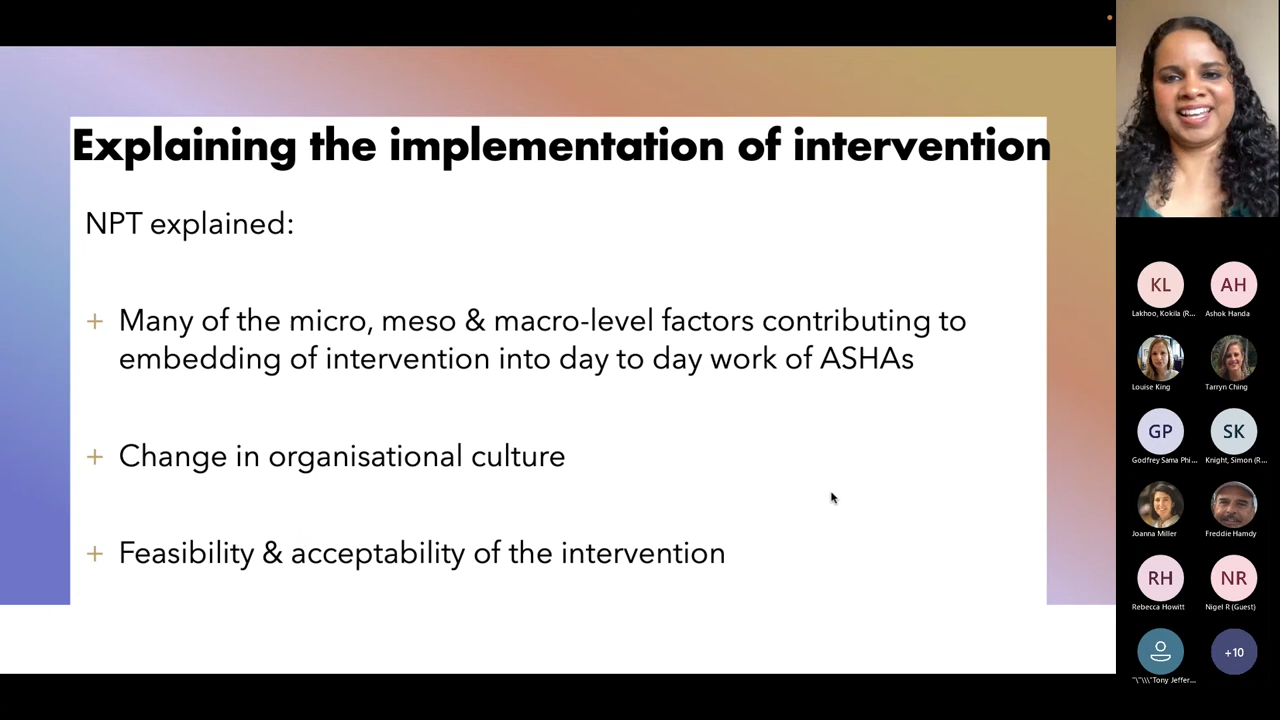 Explaining the implementation of intervention
NPT explained:
+ Many of the micro, meso & macro-level factors contributing to
embedding of intervention into day to day work of ASHAs
+ Change in organisational culture
+ Feasibility & acceptability of the intervention
KL
AH
Lakhoo, Kokila (R...
Ashok Handa
Louise King
Tarryn Ching
GP
SK
Godfrey Sama Phi...
Knight, Simon (R...
Joanna Miller
Freddie Hamdy
RH
NR
Rebecca Howitt
Nigel R (Guest)
+10
"\"\\\"Tony Jeffer...